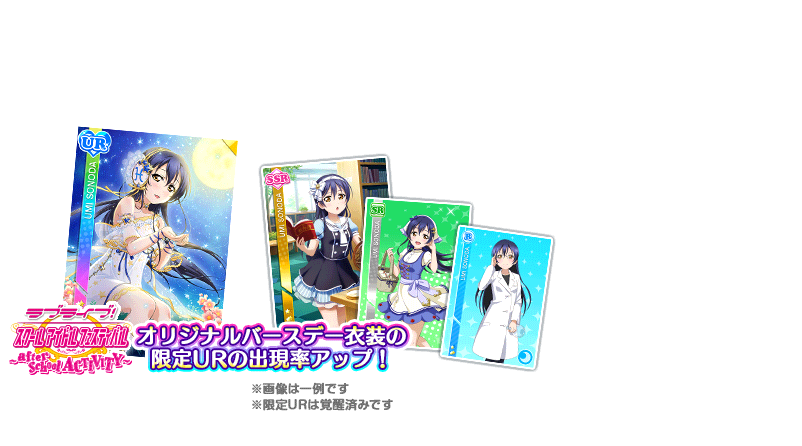 UR
UMI SONODA
SSR
UMI SONODA
SR
UMI SONODA
R
UMI SONODA
ラブライブ!
スクールアイドルフェスティバル
~after school ACTIVITY~
オリジナルバースデー衣装の
限定URの出現率アップ!
※画像は一例です
※限定URは覚醒済みです